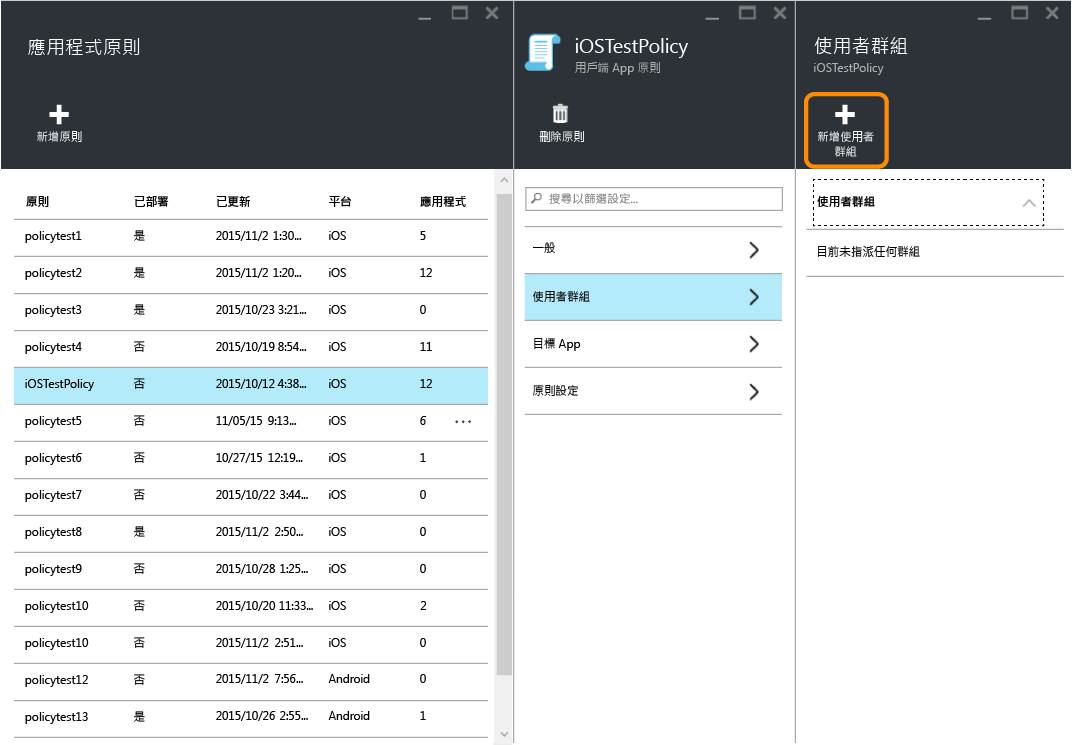 應用程式原則
新增原則
原則 已部署 已更新 平台 應用程式
policytest1 是 2015/11/2 1:30... iOS 5
policytest2 是 2015/11/2 1:20... iOS 12
policytest3 是 2015/10/23 3:21... iOS 0
policytest4 否 2015/10/19 8:54... iOS 11
iOSTestPolicy 否 2015/10/12 4:38... iOS 12
policytest5 否 11/05/15 9:13... iOS 6 ...
policytest6 否 10/27/15 12:19... iOS 1
policytest7 否 2015/10/22 3:44... iOS 0
policytest8 是 2015/11/2 2:50... iOS 0
policytest9 否 2015/10/28 1:25... iOS 0
policytest10 否 2015/10/20 11:33... iOS 2
policytest10 否 2015/11/2 2:51... iOS 0
policytest12 否 2015/11/2 7:56... Android 0
policytest13 是 2015/10/26 2:55... Android 1
iOSTestPolicy
用戶端 App 原則
刪除原則
搜尋以篩選設定...
一般
使用者群組
目標 App
原則設定
使用者群組
iOSTestPolicy
新增使用者
群組
使用者群組
目前未指派任何群組